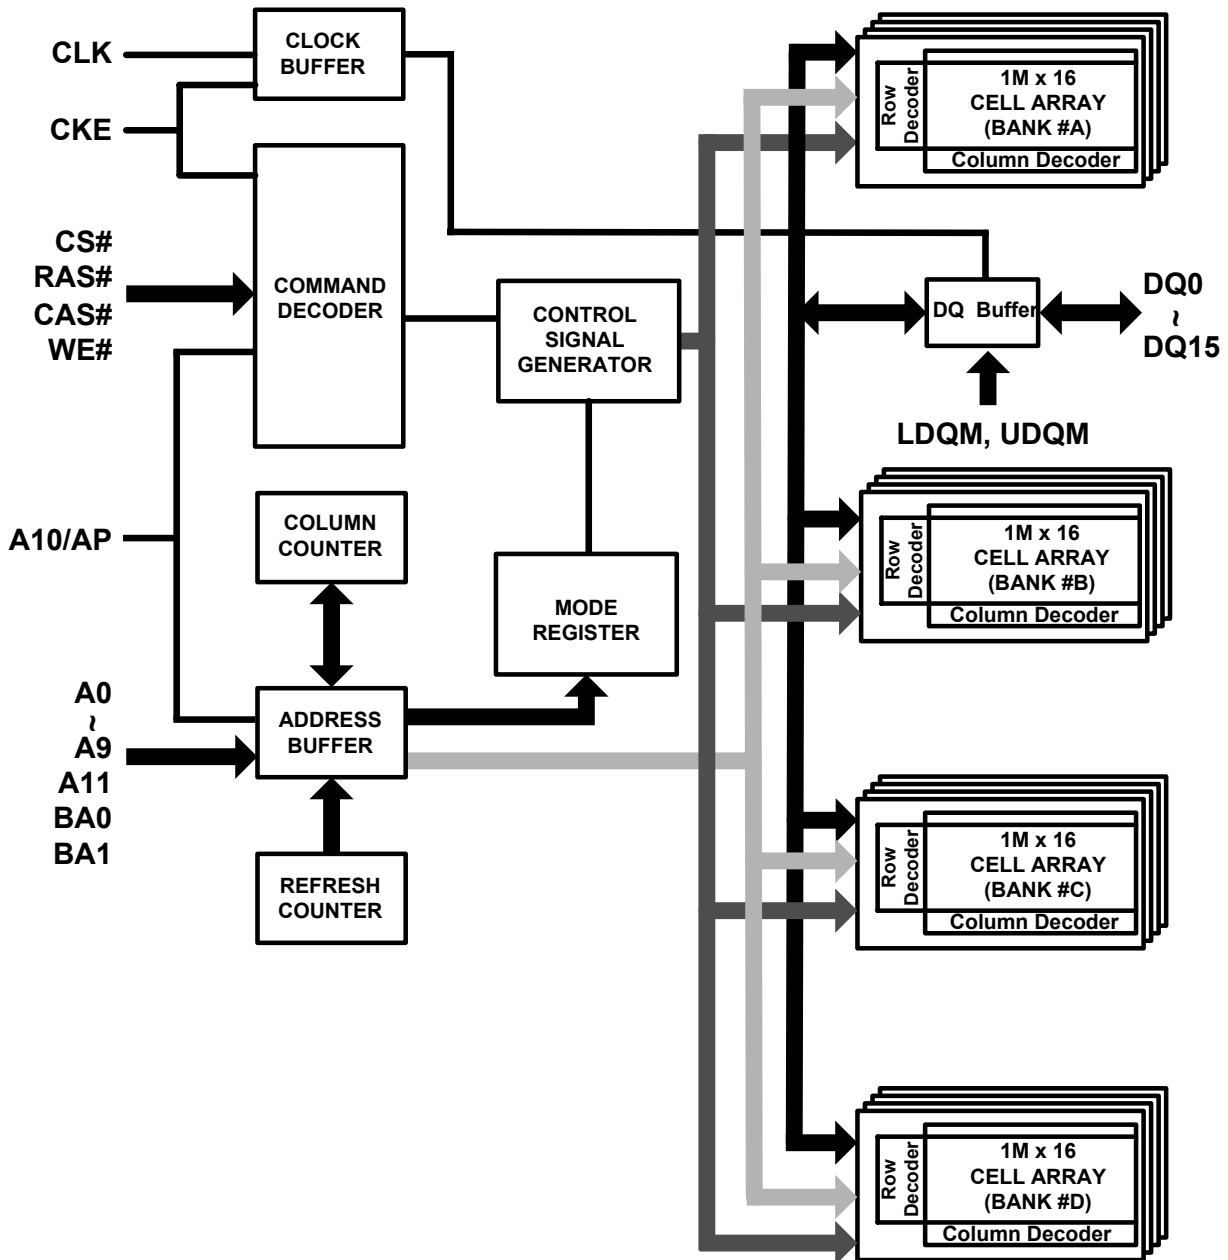 CLK
CKE
CLOCK
BUFFER
CS#
RAS#
CAS#
WE#
COMMAND
DECODER
CONTROL
SIGNAL
GENERATOR
A10/AP
COLUMN
COUNTER
MODE
REGISTER
A0
~
A9
A11
BA0
BA1
ADDRESS
BUFFER
REFRESH
COUNTER
Row
Decoder
1M x 16
CELL ARRAY
(BANK #A)
Column Decoder
DQ Buffer
DQ0
~
DQ15
LDQM, UDQM
Row
Decoder
1M x 16
CELL ARRAY
(BANK #B)
Column Decoder
Row
Decoder
1M x 16
CELL ARRAY
(BANK #C)
Column Decoder
Row
Decoder
1M x 16
CELL ARRAY
(BANK #D)
Column Decoder